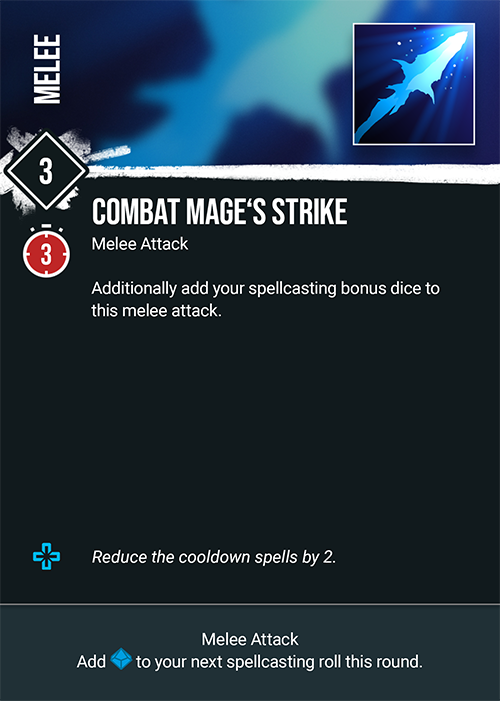 MELEE
3
COMBAT MAGE‘S STRIKE
3
Melee Attack
Additionally add your spellcasting bonus dice to
this melee attack.
Reduce the cooldown spells by 2.
Melee Attack
Add to your next spellcasting roll this round.